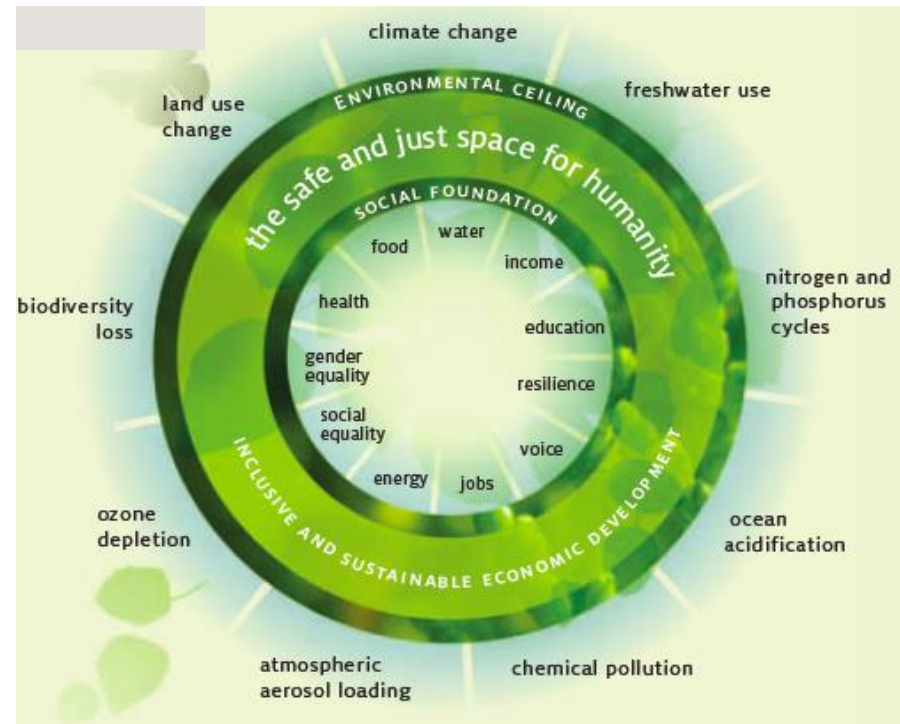 climate change
freshwater use
nitrogen and
phosphorus
cycles
ocean
acidification
chemical pollution
atmospheric
aerosol loading
ozone
depletion
biodiversity
loss
land use
change
ENVIRONMENTAL CEILING
the safe and just space for humanity
SOCIAL FOUNDATION
water
income
education
resilience
voice
jobs
energy
social
equality
gender
equality
health
food
INCLUSIVE AND SUSTAINABLE ECONOMIC DEVELOPMENT